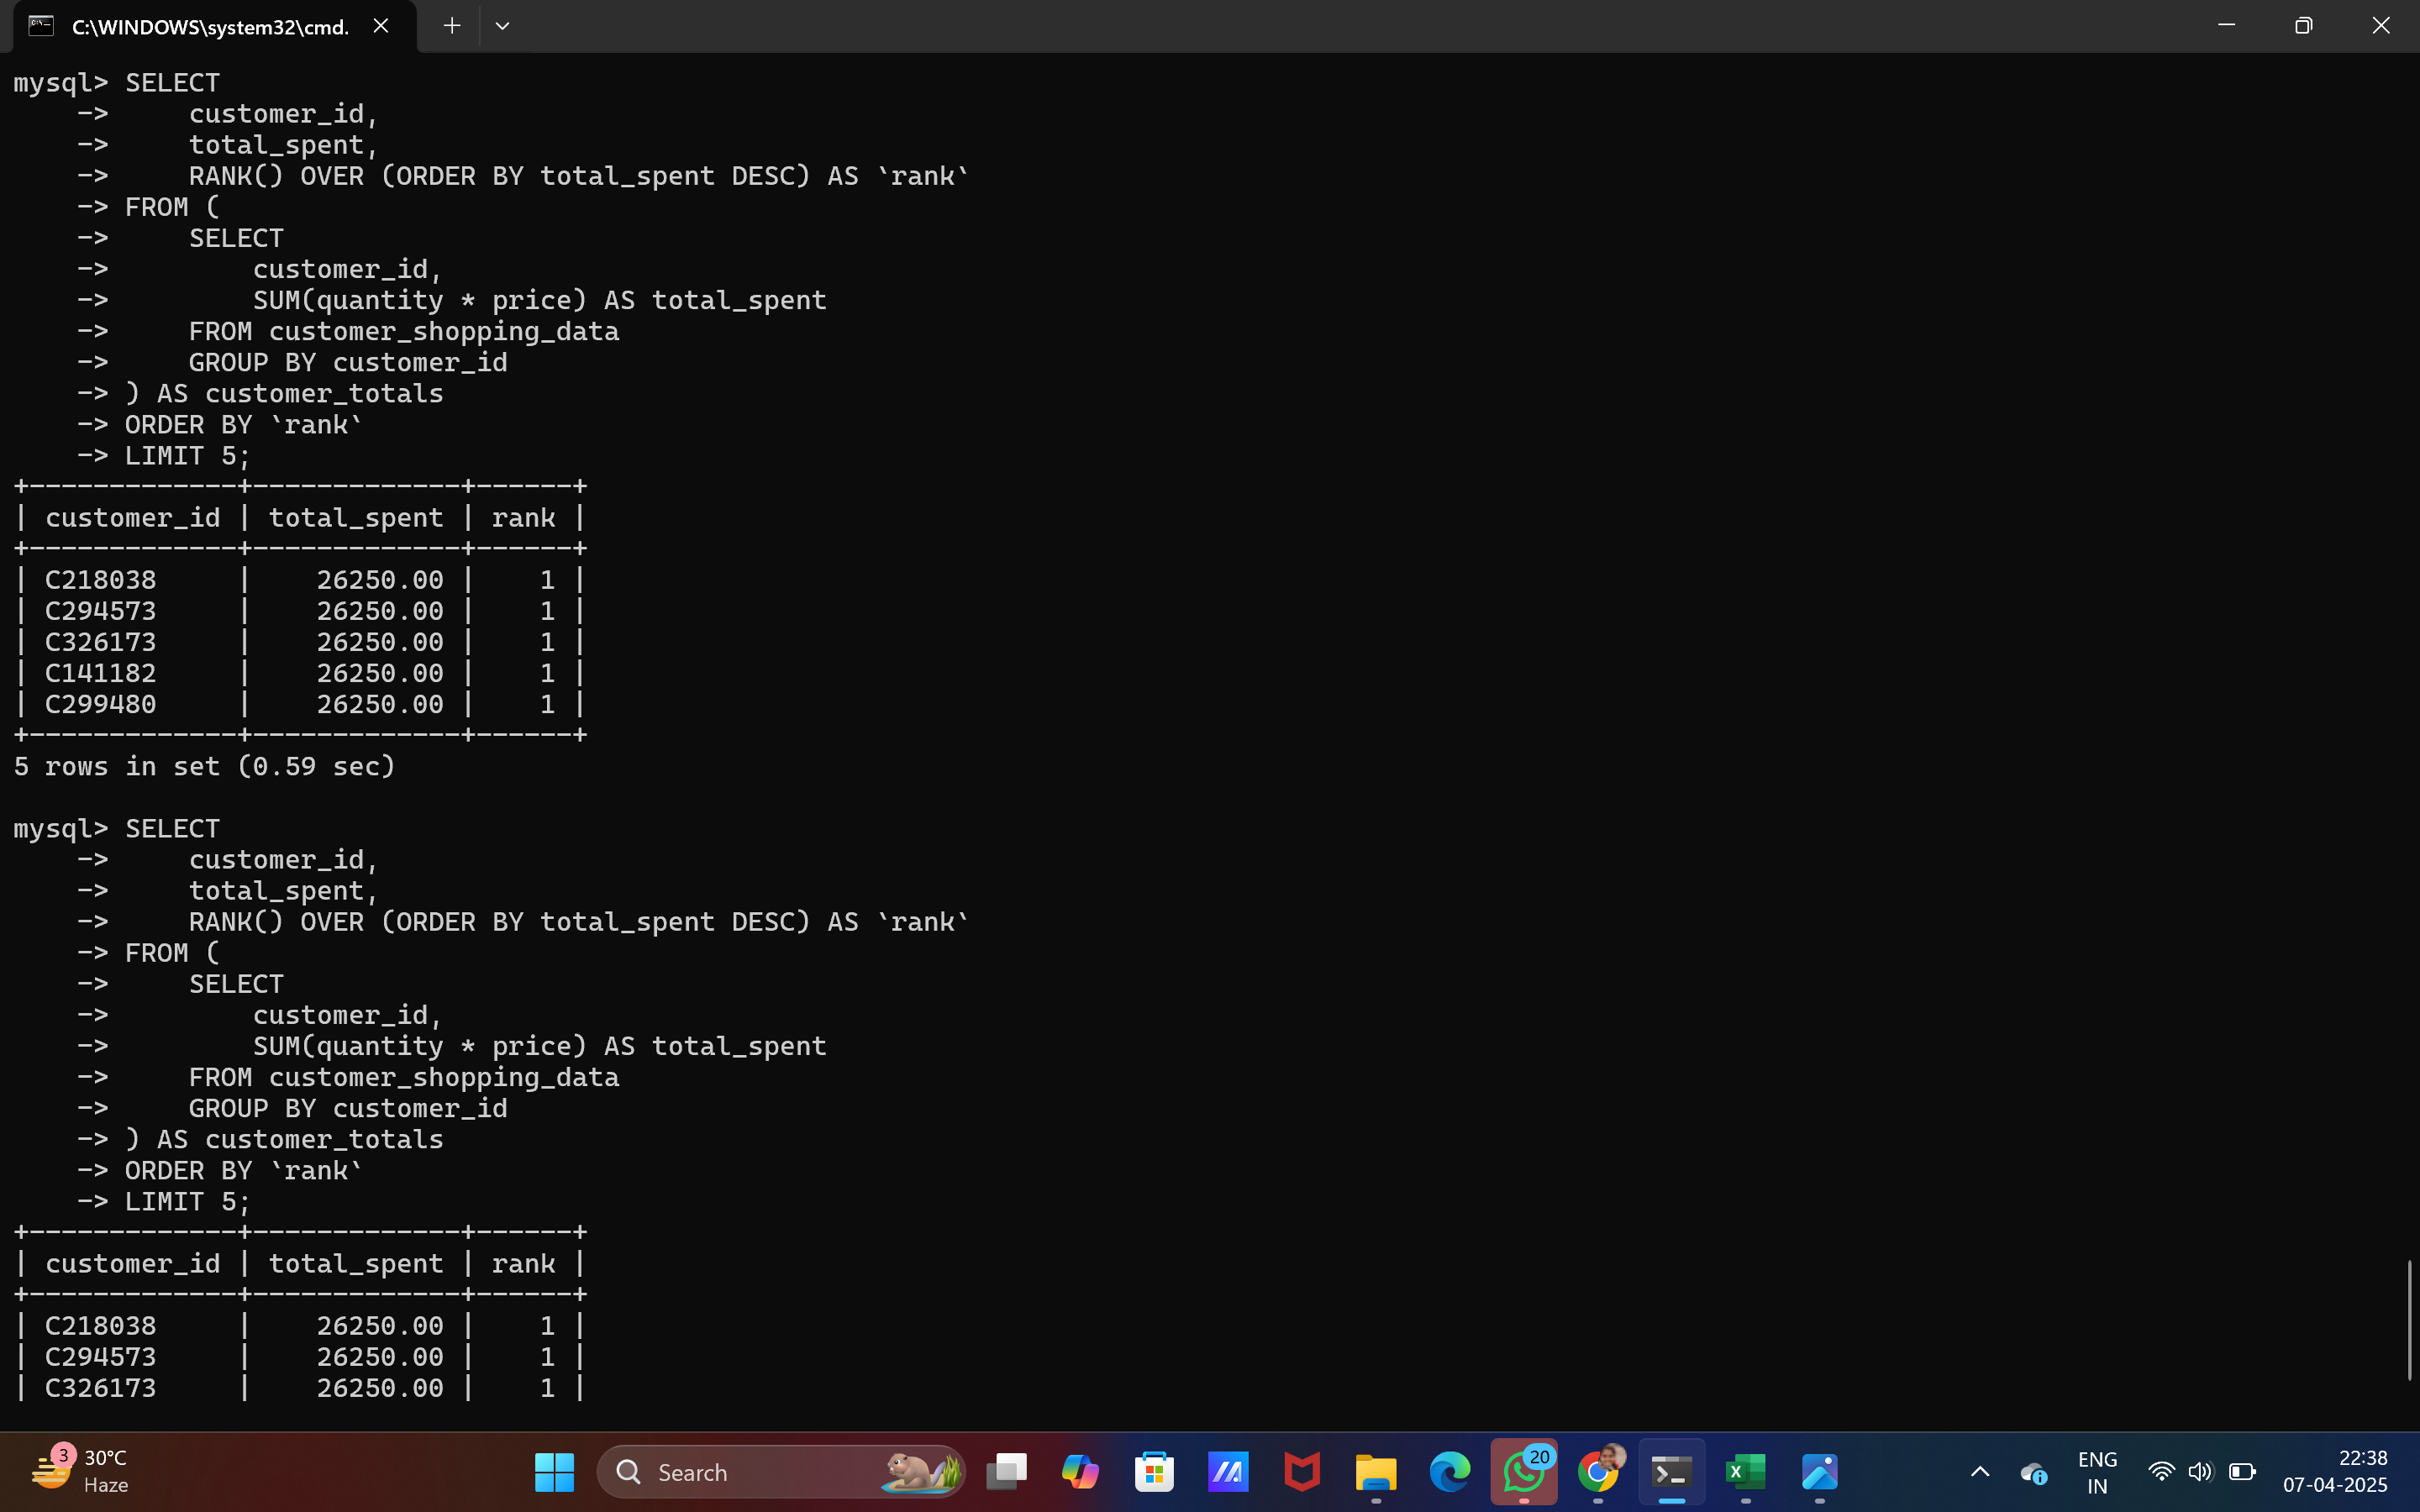 C:\WINDOWS\system32\cmd.
mysql> SELECT
    ->     customer_id,
    ->     total_spent,
    ->     RANK() OVER (ORDER BY total_spent DESC) AS `rank`
    -> FROM (
    ->     SELECT
    ->         customer_id,
    ->         SUM(quantity * price) AS total_spent
    ->     FROM customer_shopping_data
    ->     GROUP BY customer_id
    -> ) AS customer_totals
    -> ORDER BY `rank`
    -> LIMIT 5;
+-------------+-------------+------+
| customer_id | total_spent | rank |
+-------------+-------------+------+
| C218038     |    26250.00 |    1 |
| C294573     |    26250.00 |    1 |
| C326173     |    26250.00 |    1 |
| C141182     |    26250.00 |    1 |
| C299480     |    26250.00 |    1 |
+-------------+-------------+------+
5 rows in set (0.59 sec)
mysql> SELECT
    ->     customer_id,
    ->     total_spent,
    ->     RANK() OVER (ORDER BY total_spent DESC) AS `rank`
    -> FROM (
    ->     SELECT
    ->         customer_id,
    ->         SUM(quantity * price) AS total_spent
    ->     FROM customer_shopping_data
    ->     GROUP BY customer_id
    -> ) AS customer_totals
    -> ORDER BY `rank`
    -> LIMIT 5;
+-------------+-------------+------+
| customer_id | total_spent | rank |
+-------------+-------------+------+
| C218038     |    26250.00 |    1 |
| C294573     |    26250.00 |    1 |
| C326173     |    26250.00 |    1 |
3
30°C
Haze
Search
20
ENG
IN
22:38
07-04-2025